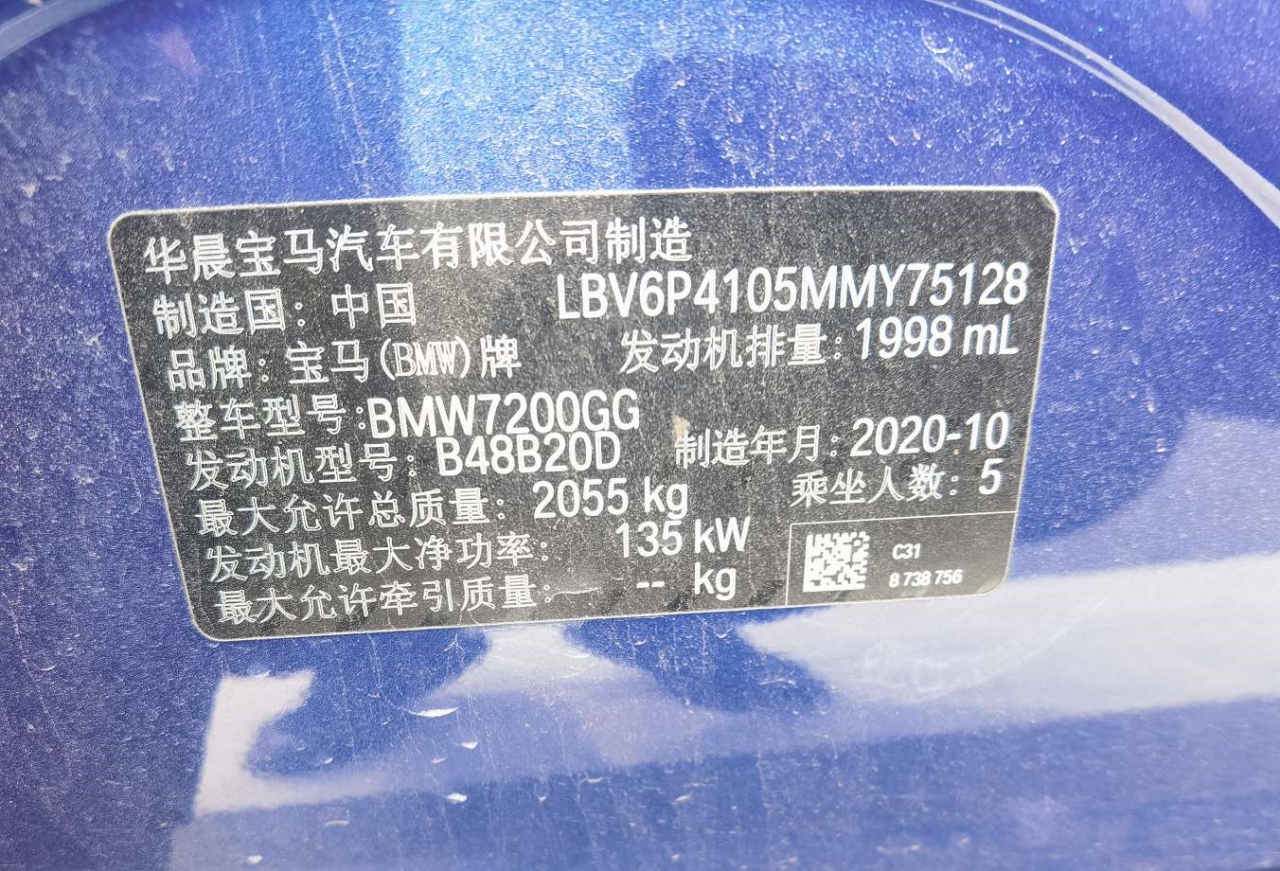 华晨宝马汽车有限公司制造
制造国：中国 LBV6P4105MMY75128
品牌：宝马(BMW)牌 发动机排量：1998 mL
整车型号：BMW7200GG
发动机型号：B48B20D 制造年月：2020-10
最大允许总质量：2055 kg 乘坐人数：5
发动机最大净功率：135 kW
最大允许牵引质量：-- kg
C31
8 738 756